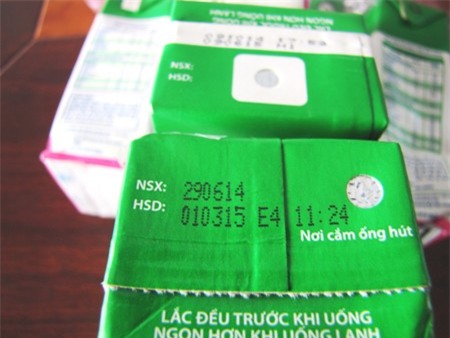 NGON HƠN KHI UỐNG LẠNH
NSX:
HSD:
NSX: 290614
HSD: 010315 E4 11:24
Nơi cắm ống hút
LẮC ĐỀU TRƯỚC KHI UỐNG
NGON HƠN KHI UỐNG LẠNH